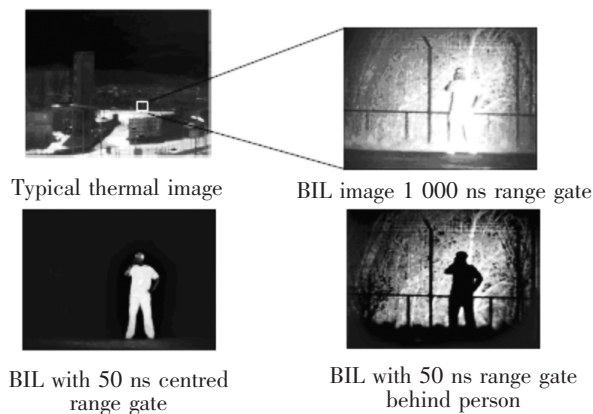 Typical thermal image
BIL image 1 000 ns range gate
BIL with 50 ns centred
range gate
BIL with 50 ns range gate
behind person